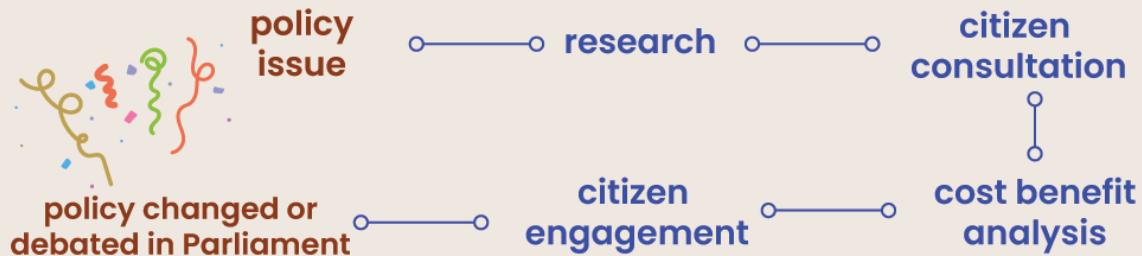 policy
issue
research
citizen
consultation
cost benefit
analysis
citizen
engagement
policy changed or
debated in Parliament